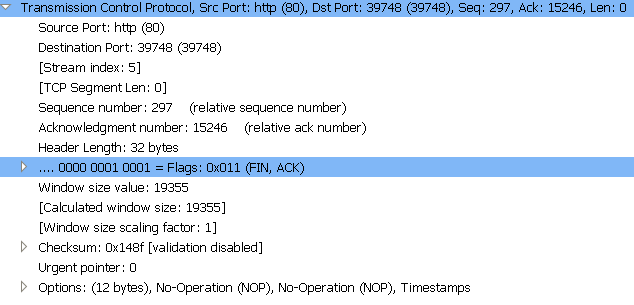 Transmission Control Protocol, Src Port: http (80), Dst Port: 39748 (39748), Seq: 297, Ack: 15246, Len: 0
Source Port: http (80)
Destination Port: 39748 (39748)
[Stream index: 5]
[TCP Segment Len: 0]
Sequence number: 297 (relative sequence number)
Acknowledgment number: 15246 (relative ack number)
Header Length: 32 bytes
.... 0000 0001 0001 = Flags: 0x011 (FIN, ACK)
Window size value: 19355
[Calculated window size: 19355]
[Window size scaling factor: 1]
Checksum: 0x148f [validation disabled]
Urgent pointer: 0
Options: (12 bytes), No-Operation (NOP), No-Operation (NOP), Timestamps